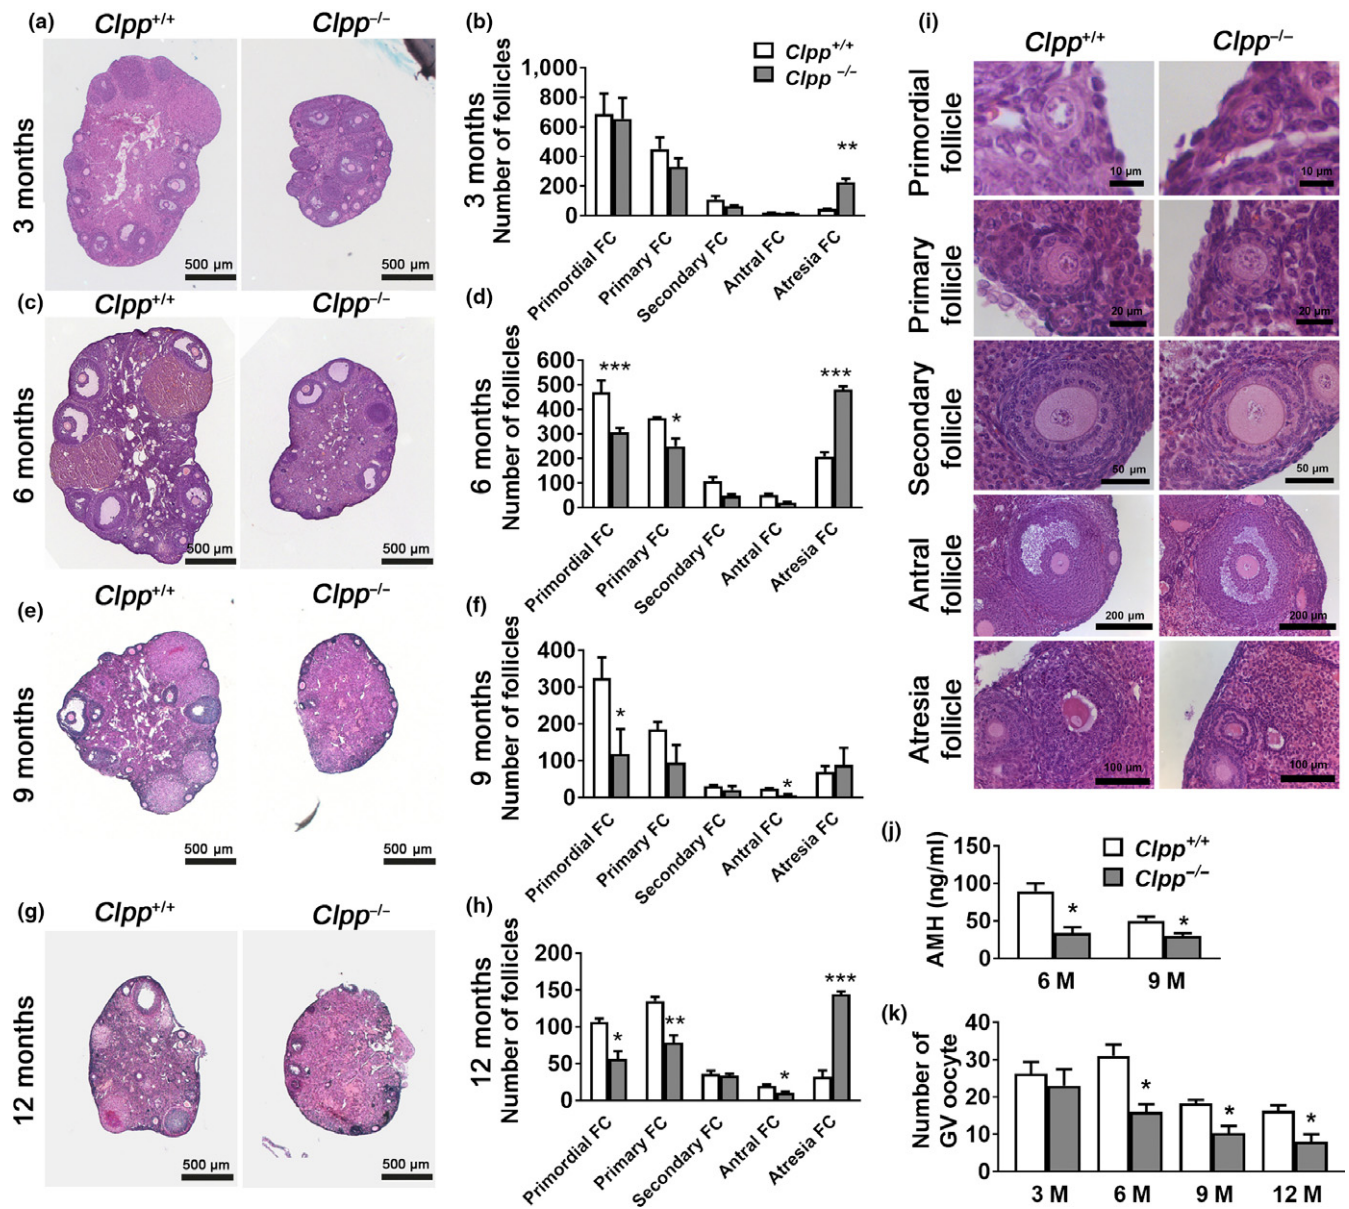 (a)
Clpp+/+
Clpp−/−
3 months
500 μm
500 μm
(b)
Clpp+/+
Clpp −/−
3 months
Number of follicles
1,000
800
600
400
200
0
**
Primordial FC
Primary FC
Secondary FC
Antral FC
Atresia FC
(c)
Clpp+/+
Clpp−/−
6 months
500 μm
500 μm
(d)
6 months
Number of follicles
600
500
400
300
200
100
0
***
*
***
Primordial FC
Primary FC
Secondary FC
Antral FC
Atresia FC
(e)
Clpp+/+
Clpp−/−
9 months
500 μm
500 μm
(f)
9 months
Number of follicles
400
300
200
100
0
*
*
Primordial FC
Primary FC
Secondary FC
Antral FC
Atresia FC
(g)
Clpp+/+
Clpp−/−
12 months
500 μm
500 μm
(h)
12 months
Number of follicles
200
150
100
50
0
*
**
*
***
Primordial FC
Primary FC
Secondary FC
Antral FC
Atresia FC
(i)
Clpp+/+
Clpp−/−
Primordial
follicle
10 μm
10 μm
Primary
follicle
20 μm
20 μm
Secondary
follicle
50 μm
50 μm
Antral
follicle
200 μm
200 μm
Atresia
follicle
100 μm
100 μm
(j)
Clpp+/+
Clpp−/−
AMH (ng/ml)
150
100
50
0
*
*
6 M
9 M
(k)
Number of
GV oocyte
40
30
20
10
0
*
*
*
3 M
6 M
9 M
12 M